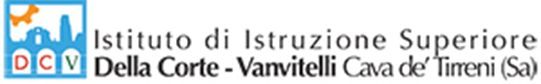 DCV
Istituto di Istruzione Superiore
Della Corte - Vanvitelli Cava de' Tirreni (Sa)